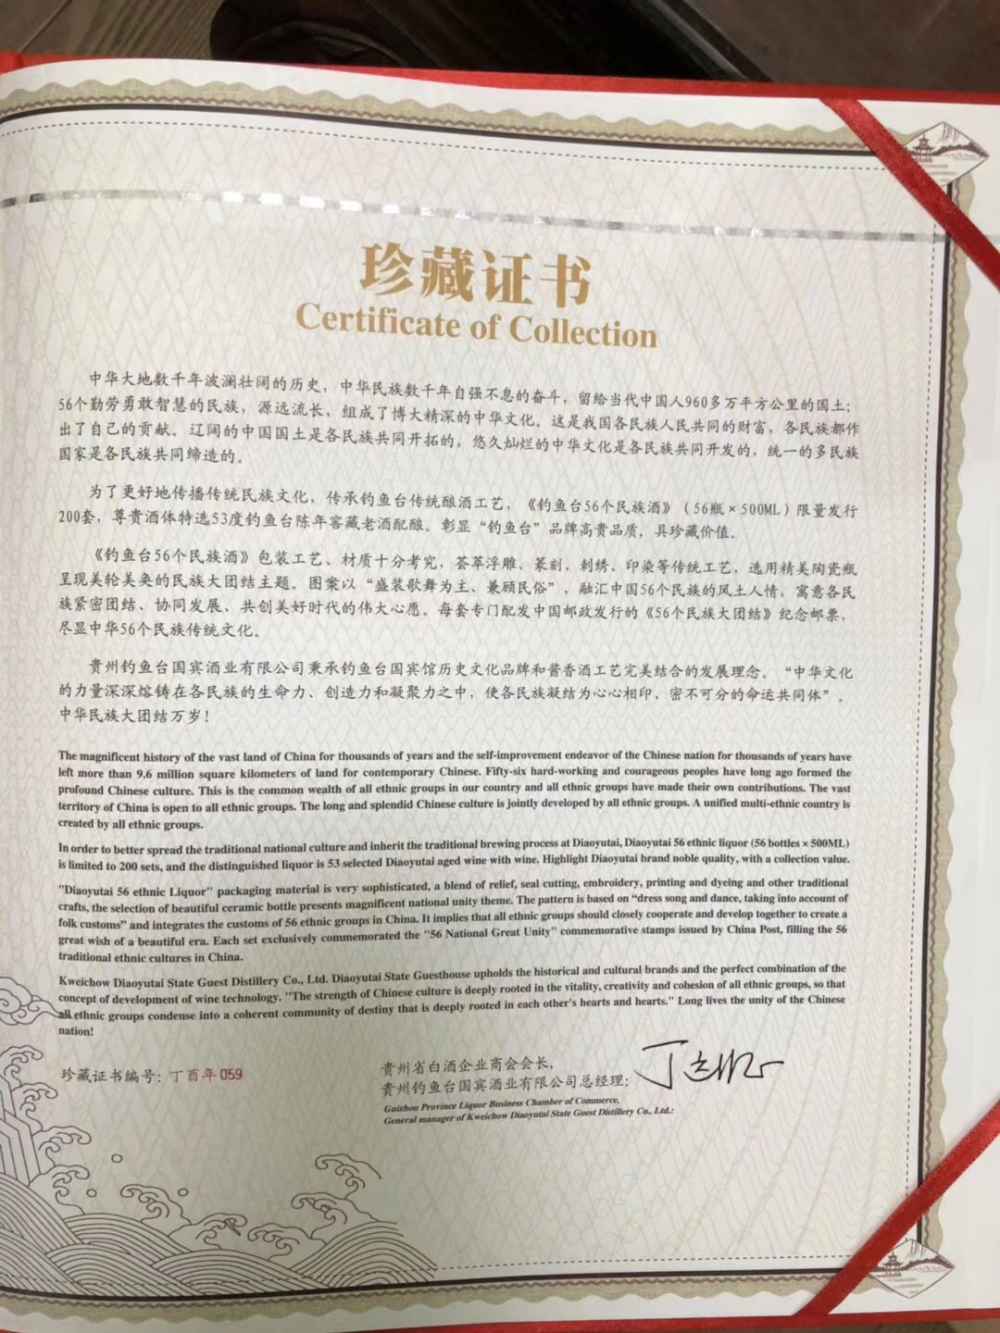 珍藏证书
Certificate of Collection
中华大地数千年波澜壮阔的历史，中华民族数千年自强不息的奋斗，留给当代中国人960多万平方公里的国土；
56个勤劳勇敢智慧的民族，源远流长，组成了博大精深的中华文化。这是我国各民族人民共同的财富，各民族都作
出了自己的贡献。辽阔的中国国土是各民族共同开拓的，悠久灿烂的中华文化是各民族共同开发的，统一的多民族
国家是各民族共同缔造的。
为了更好地传播传统民族文化，传承钓鱼台传统酿酒工艺，《钓鱼台56个民族酒》（56瓶×500ML）限量发行
200套，尊贵酒体特选53度钓鱼台陈年窖藏老酒配酿。彰显“钓鱼台”品牌高贵品质，具珍藏价值。
《钓鱼台56个民族酒》包装工艺、材质十分考究，荟萃浮雕、篆刻、刺绣、印染等传统工艺，选用精美陶瓷瓶
呈现美轮美奂的民族大团结主题。图案以“盛装歌舞为主、兼顾民俗”，融汇中国56个民族的风土人情，寓意各民
族紧密团结、协同发展、共创美好时代的伟大心愿。每套专门配发中国邮政发行的《56个民族大团结》纪念邮票，
尽显中华56个民族传统文化。
贵州钓鱼台国宾酒业有限公司秉承钓鱼台国宾馆历史文化品牌和酱香酒工艺完美结合的发展理念。“中华文化
的力量深深熔铸在各民族的生命力、创造力和凝聚力之中，使各民族凝结为心心相印、密不可分的命运共同体”。
中华民族大团结万岁！
The magnificent history of the vast land of China for thousands of years and the self-improvement endeavor of the Chinese nation for thousands of years have
left more than 9.6 million square kilometers of land for contemporary Chinese. Fifty-six hard-working and courageous peoples have long ago formed the
profound Chinese culture. This is the common wealth of all ethnic groups in our country and all ethnic groups have made their own contributions. The vast
territory of China is open to all ethnic groups. The long and splendid Chinese culture is jointly developed by all ethnic groups. A unified multi-ethnic country is
created by all ethnic groups.
In order to better spread the traditional national culture and inherit the traditional brewing process at Diaoyutai, Diaoyutai 56 ethnic liquor (56 bottles × 500ML)
is limited to 200 sets, and the distinguished liquor is 53 selected Diaoyutai aged wine with wine. Highlight Diaoyutai brand noble quality, with a collection value.
"Diaoyutai 56 ethnic Liquor" packaging material is very sophisticated, a blend of relief, seal cutting, embroidery, printing and dyeing and other traditional
crafts, the selection of beautiful ceramic bottle presents magnificent national unity theme. The pattern is based on “dress song and dance, taking into account of
folk customs” and integrates the customs of 56 ethnic groups in China. It implies that all ethnic groups should closely cooperate and develop together to create a
great wish of a beautiful era. Each set exclusively commemorated the "56 National Great Unity" commemorative stamps issued by China Post, filling the 56
traditional ethnic cultures in China.
Kweichow Diaoyutai State Guest Distillery Co., Ltd. Diaoyutai State Guesthouse upholds the historical and cultural brands and the perfect combination of the
concept of development of wine technology. "The strength of Chinese culture is deeply rooted in the vitality, creativity and cohesion of all ethnic groups, so that
all ethnic groups condense into a coherent community of destiny that is deeply rooted in each other's hearts and hearts." Long lives the unity of the Chinese
nation!
珍藏证书编号：丁酉年059
贵州省白酒企业商会会长，
贵州钓鱼台国宾酒业有限公司总经理：
Guizhou Province Liquor Business Chamber of Commerce,
General manager of Kweichow Diaoyutai State Guest Distillery Co., Ltd.: